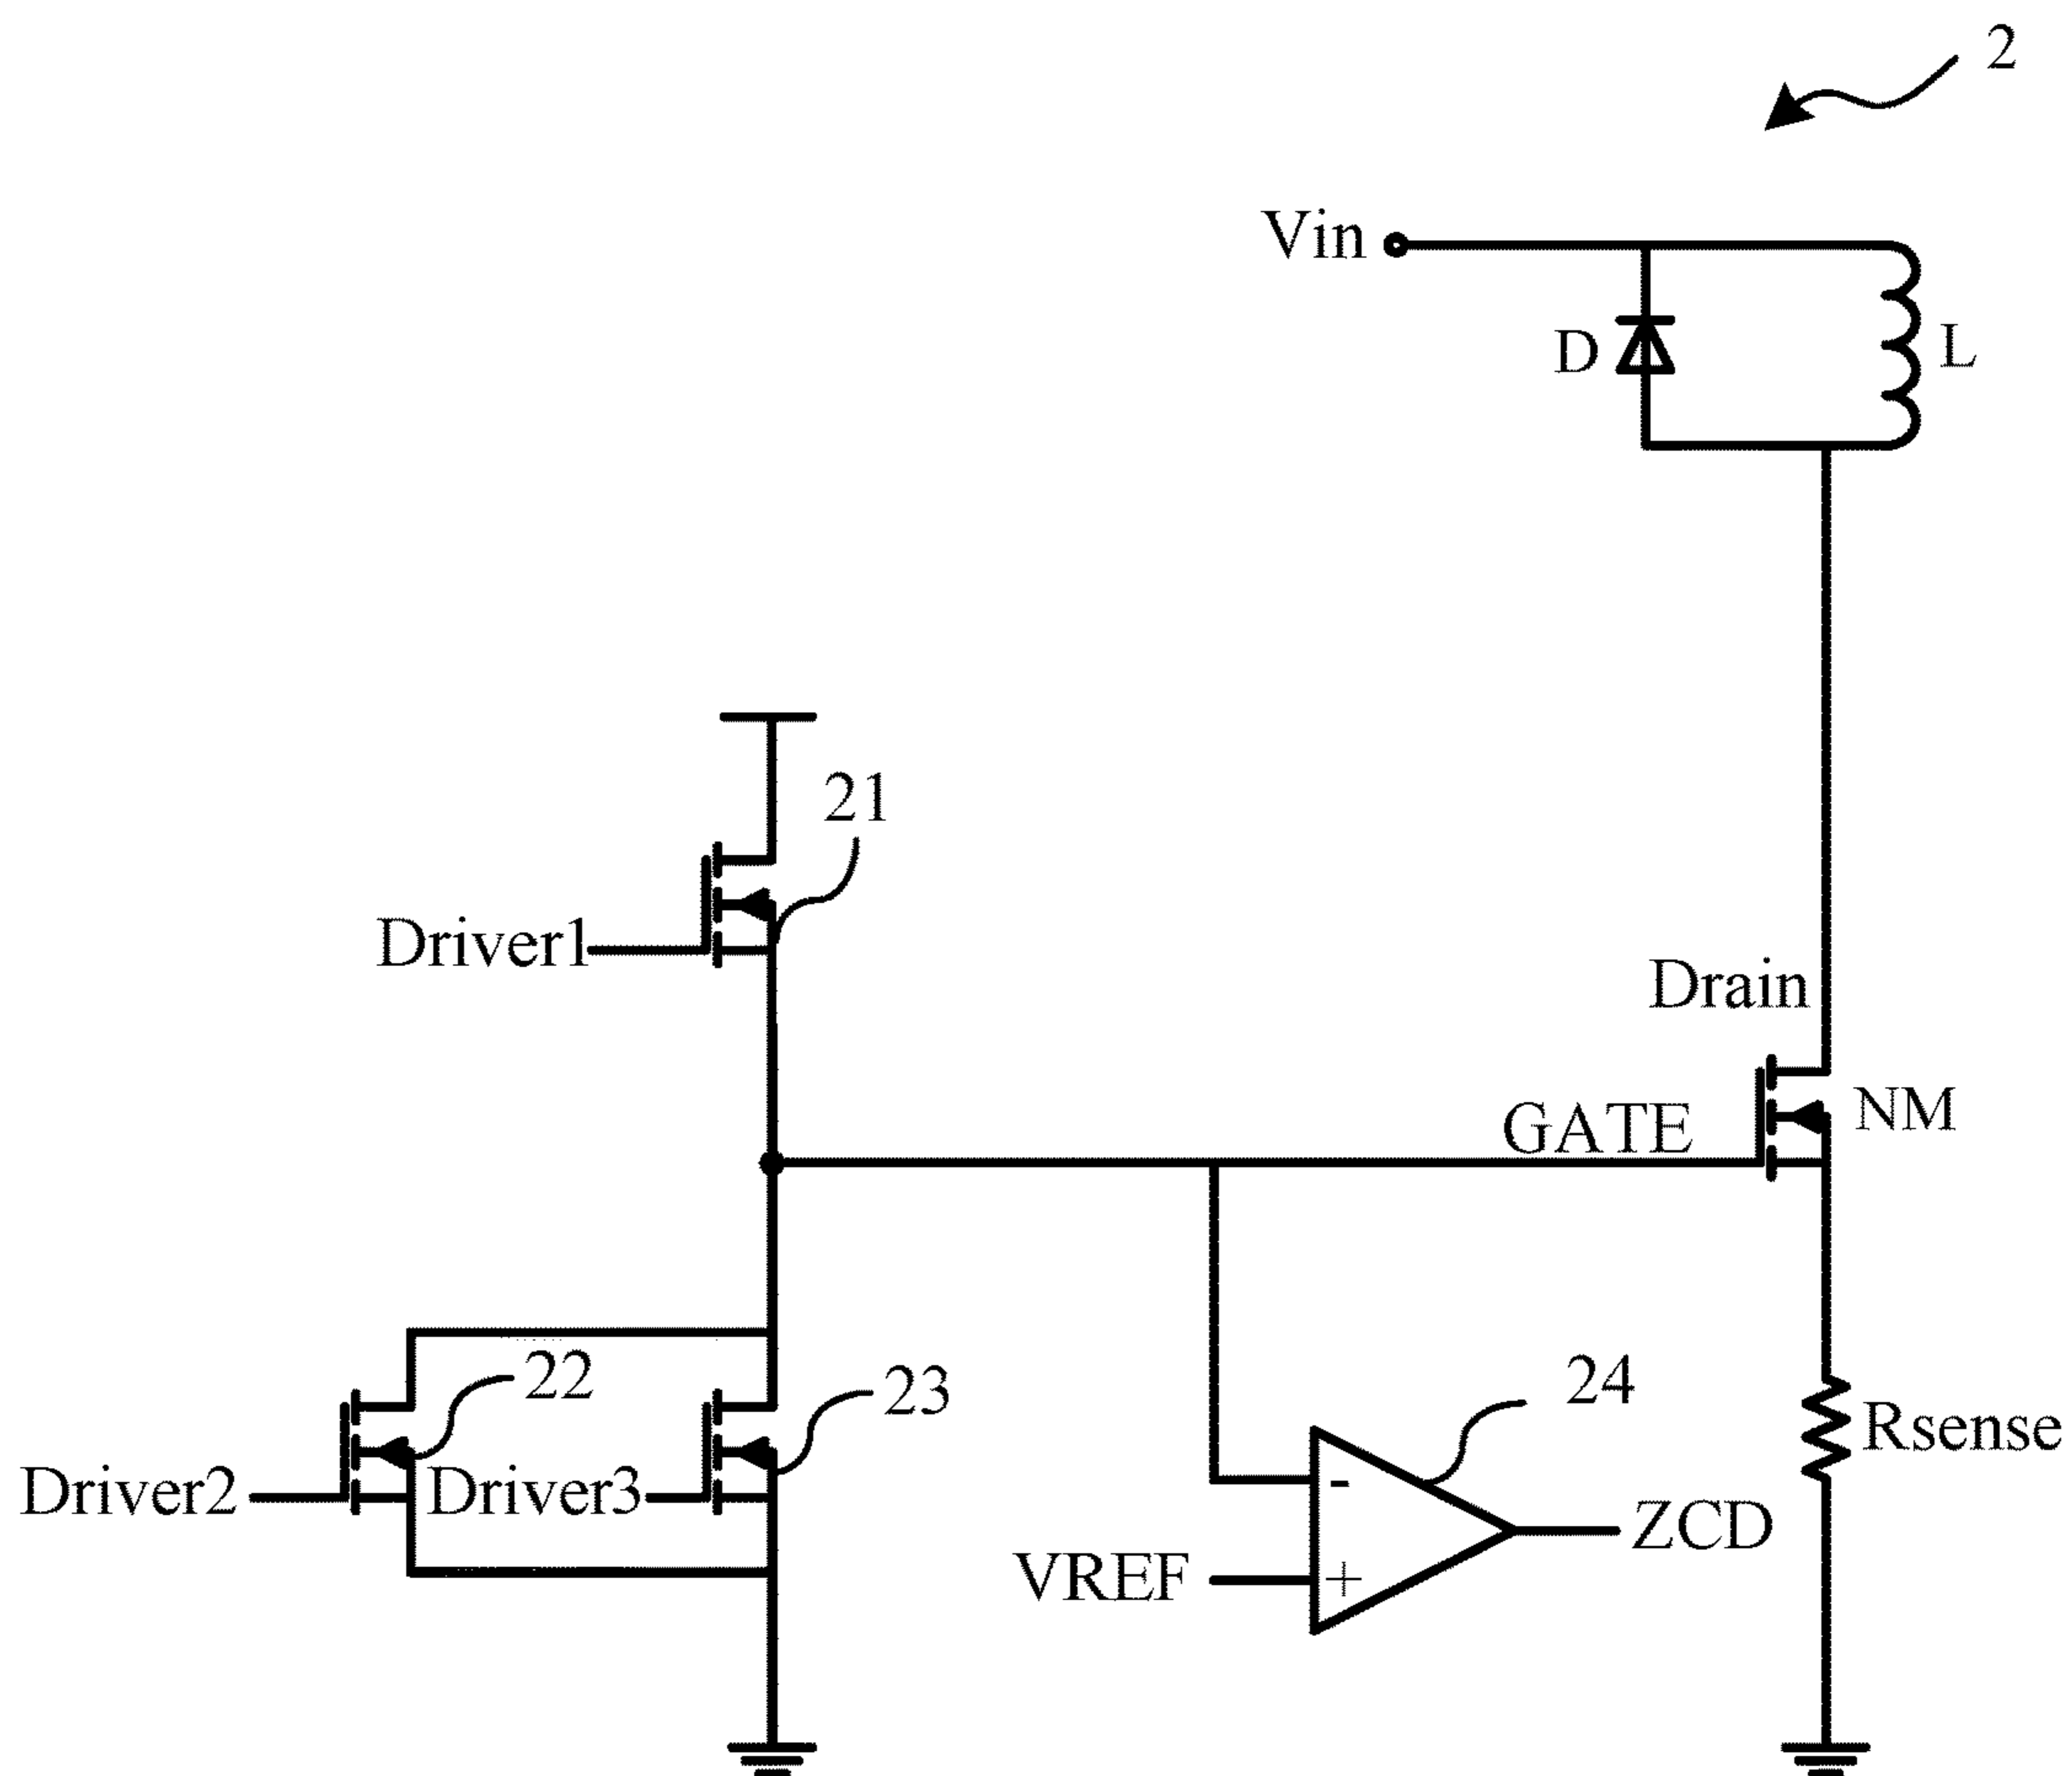 2
Vin
D
L
21
Driver1
Drain
NM
GATE
22
23
24
Rsense
Driver2
Driver3
-
ZCD
VREF
+